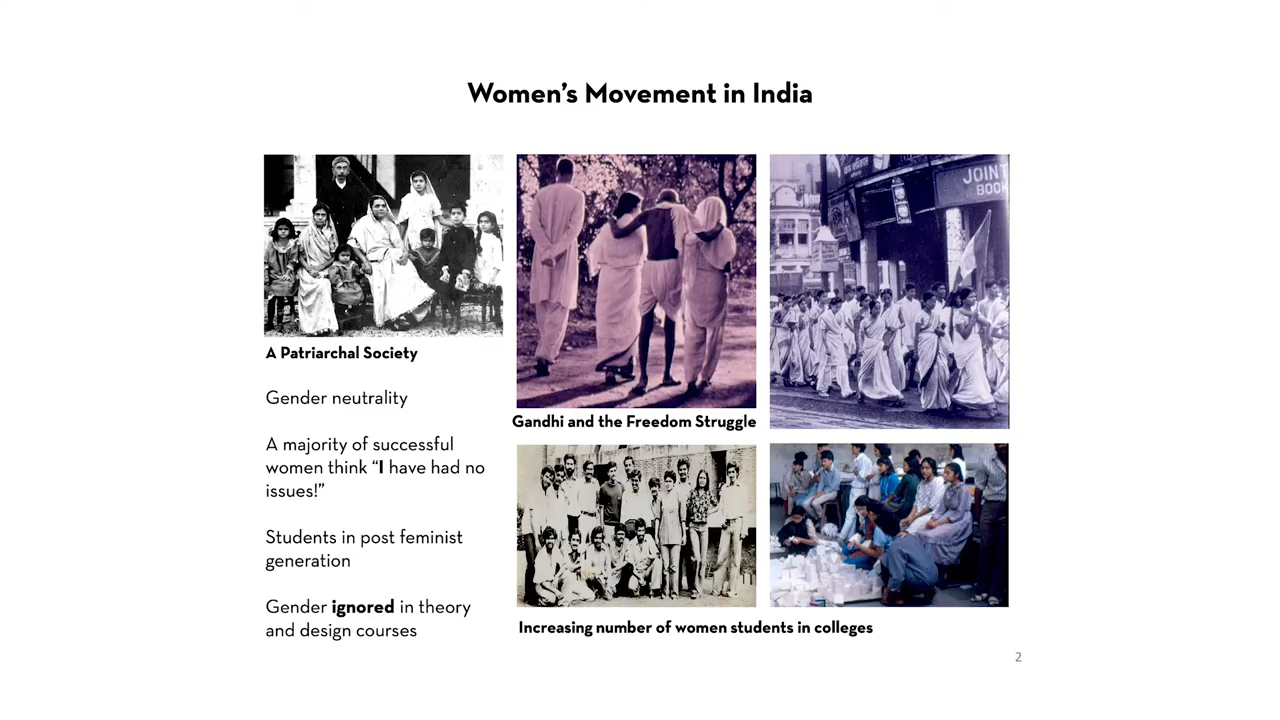 Women's Movement in India
JOINT
BOOK
A Patriarchal Society
Gender neutrality
A majority of successful
women think “I have had no
issues!”
Students in post feminist
generation
Gender ignored in theory
and design courses
Gandhi and the Freedom Struggle
Increasing number of women students in colleges
2